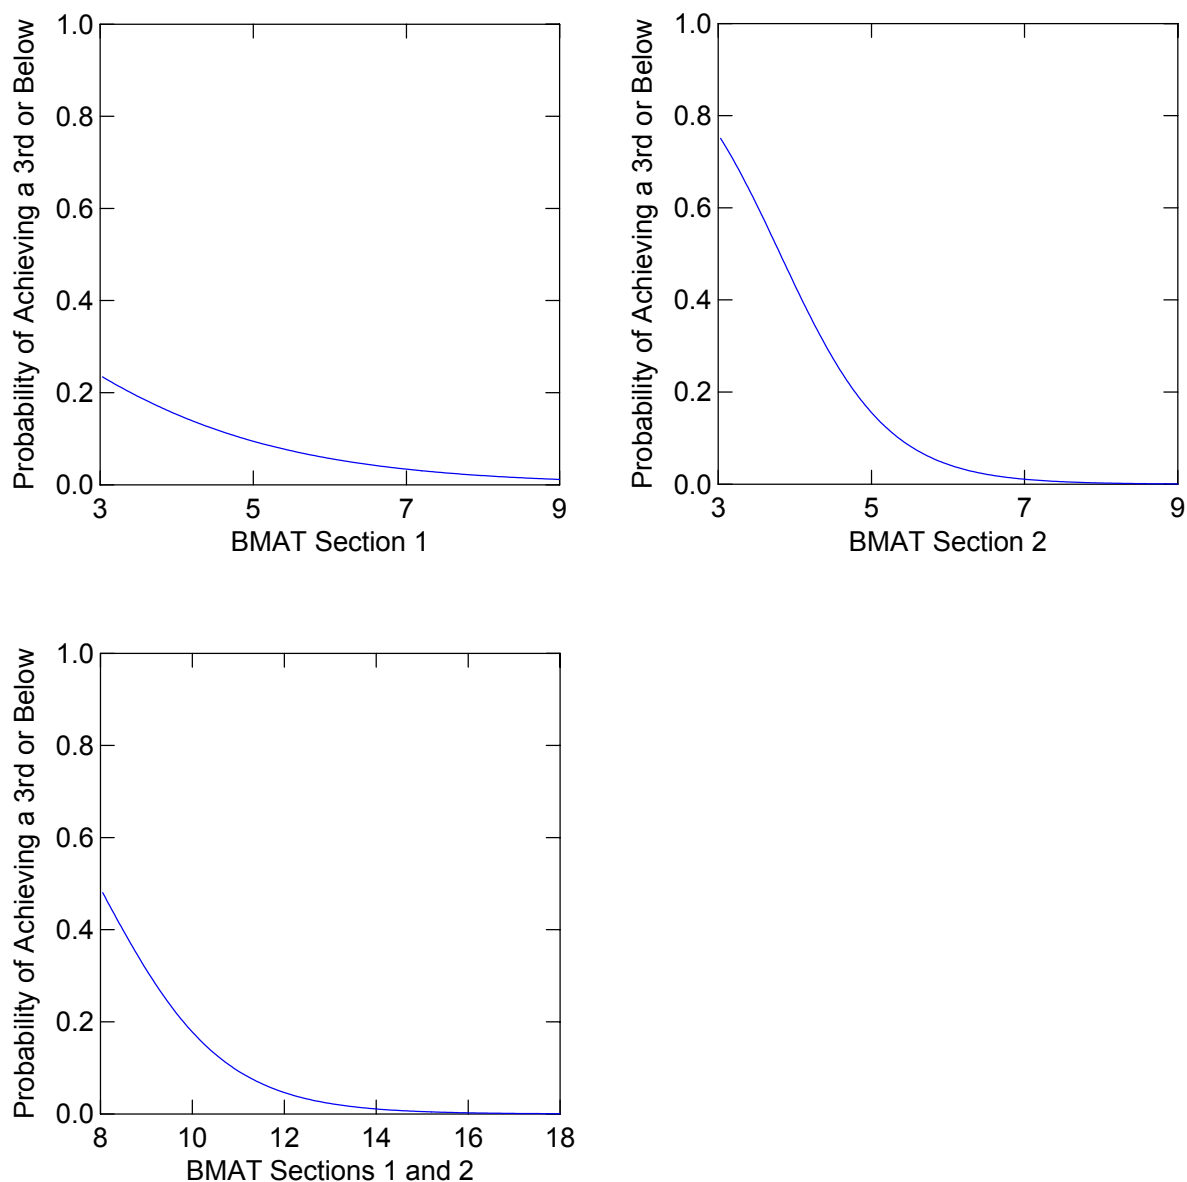 Probability of Achieving a 3rd or Below
1.0
0.8
0.6
0.4
0.2
0.0
3 5 7 9
BMAT Section 1
Probability of Achieving a 3rd or Below
1.0
0.8
0.6
0.4
0.2
0.0
3 5 7 9
BMAT Section 2
Probability of Achieving a 3rd or Below
1.0
0.8
0.6
0.4
0.2
0.0
8 10 12 14 16 18
BMAT Sections 1 and 2